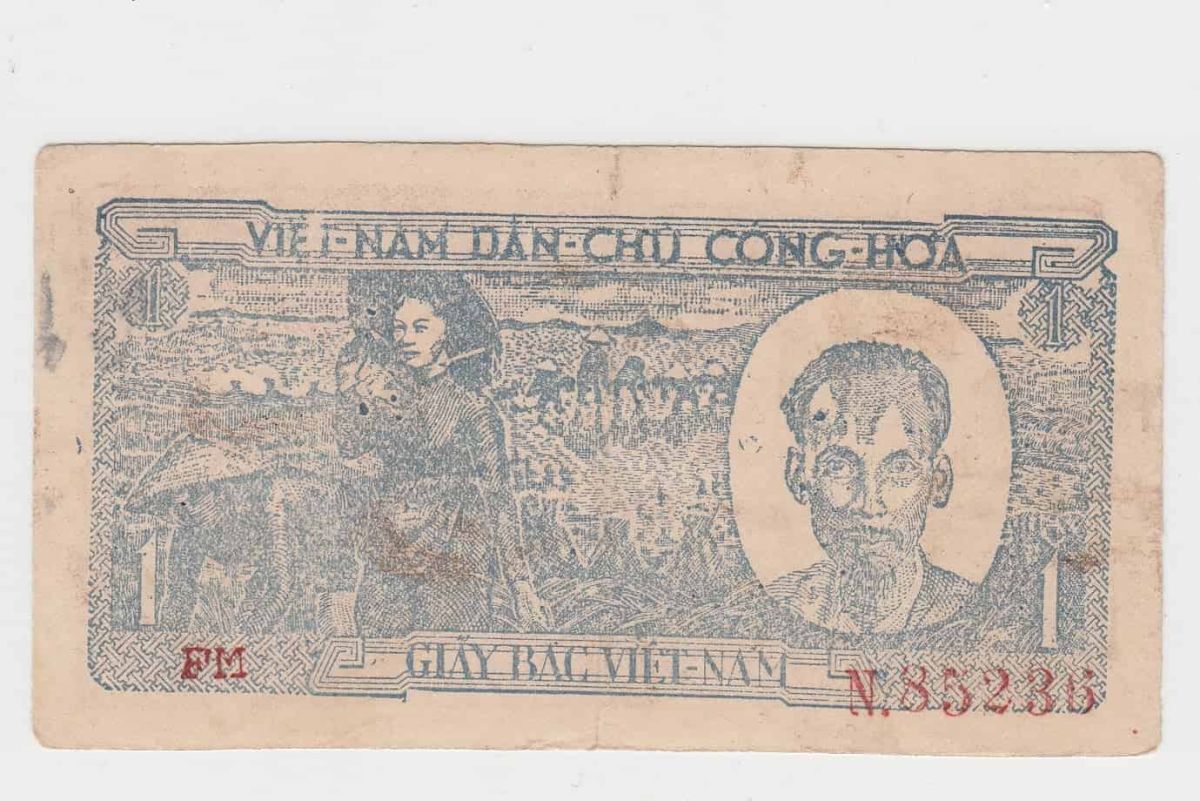 VIỆT-NAM DÂN-CHỦ CỘNG-HÒA
1 1
1 1
GIẤY BẠC VIỆT-NAM
FM N.85236